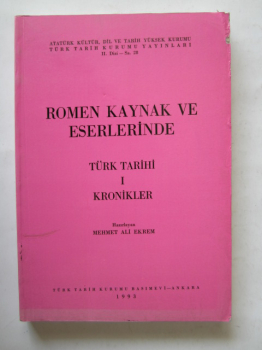 ATATÜRK KÜLTÜR, DİL VE TARİH YÜKSEK KURUMU
TÜRK TARİH KURUMU YAYINLARI
ROMEN KAYNAK VE
ESERLERİNDE
TÜRK TARİHİ
I
KRONİKLER
Hazırlayan
MEHMET ALİ EKREM
TÜRK TARİH KURUMU BASIMEVİ—ANKARA
1993